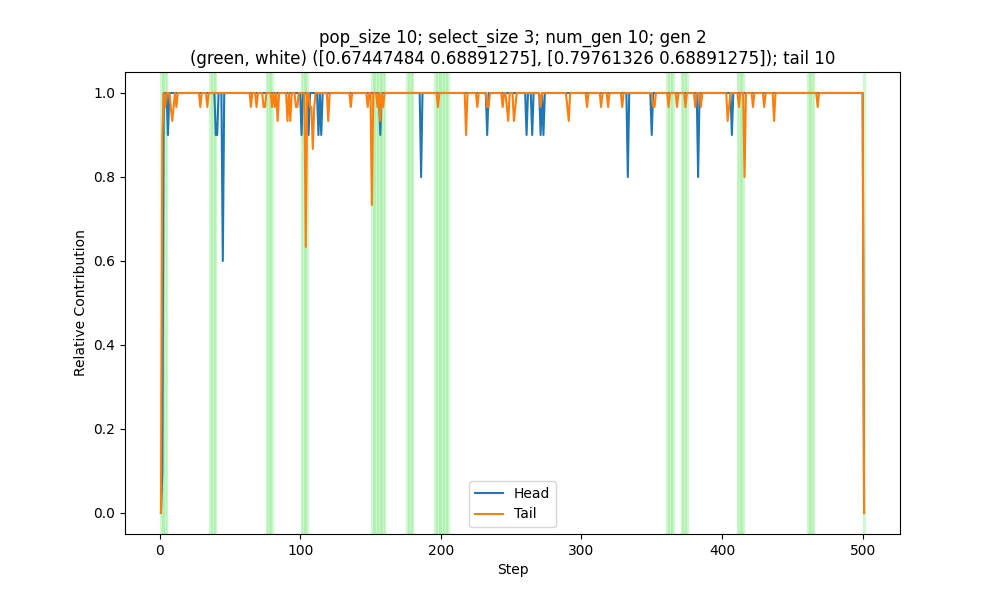 pop_size 10; select_size 3; num_gen 10; gen 2
(green, white) ([0.67447484 0.68891275], [0.79761326 0.68891275]); tail 10
1.0
0.8
0.6
0.4
0.2
0.0
Relative Contribution
Head
Tail
0
100
200
300
400
500
Step